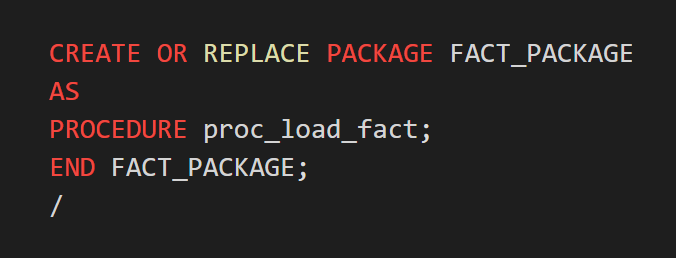 CREATE OR REPLACE PACKAGE FACT_PACKAGE
AS
PROCEDURE proc_load_fact;
END FACT_PACKAGE;
/